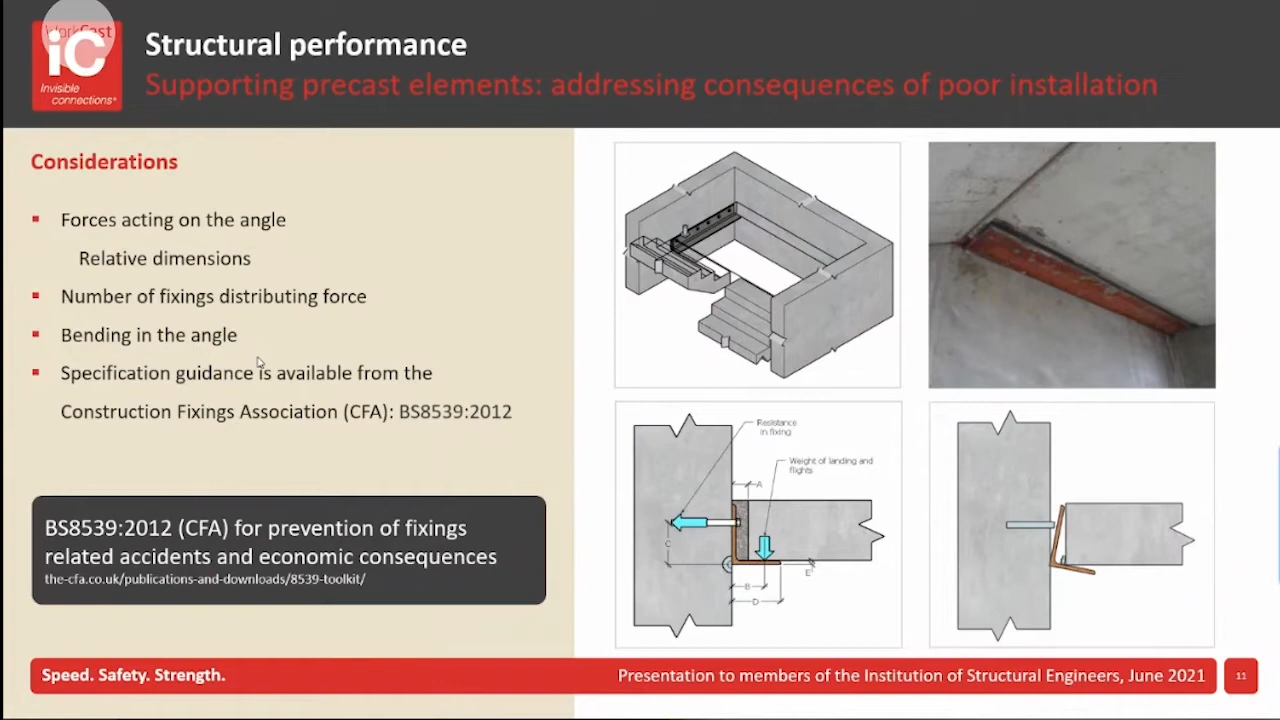 WorkCast
iC
Invisible
connections®
Structural performance
Supporting precast elements: addressing consequences of poor installation
Considerations
Forces acting on the angle
Relative dimensions
Number of fixings distributing force
Bending in the angle
Specification guidance is available from the
Construction Fixings Association (CFA): BS8539:2012
BS8539:2012 (CFA) for prevention of fixings
related accidents and economic consequences
the-cfa.co.uk/publications-and-downloads/8539-toolkit/
Resistance
in fixing
Weight of landing and
flights
A
C
B
D
E
Speed. Safety. Strength.
Presentation to members of the Institution of Structural Engineers, June 2021
11